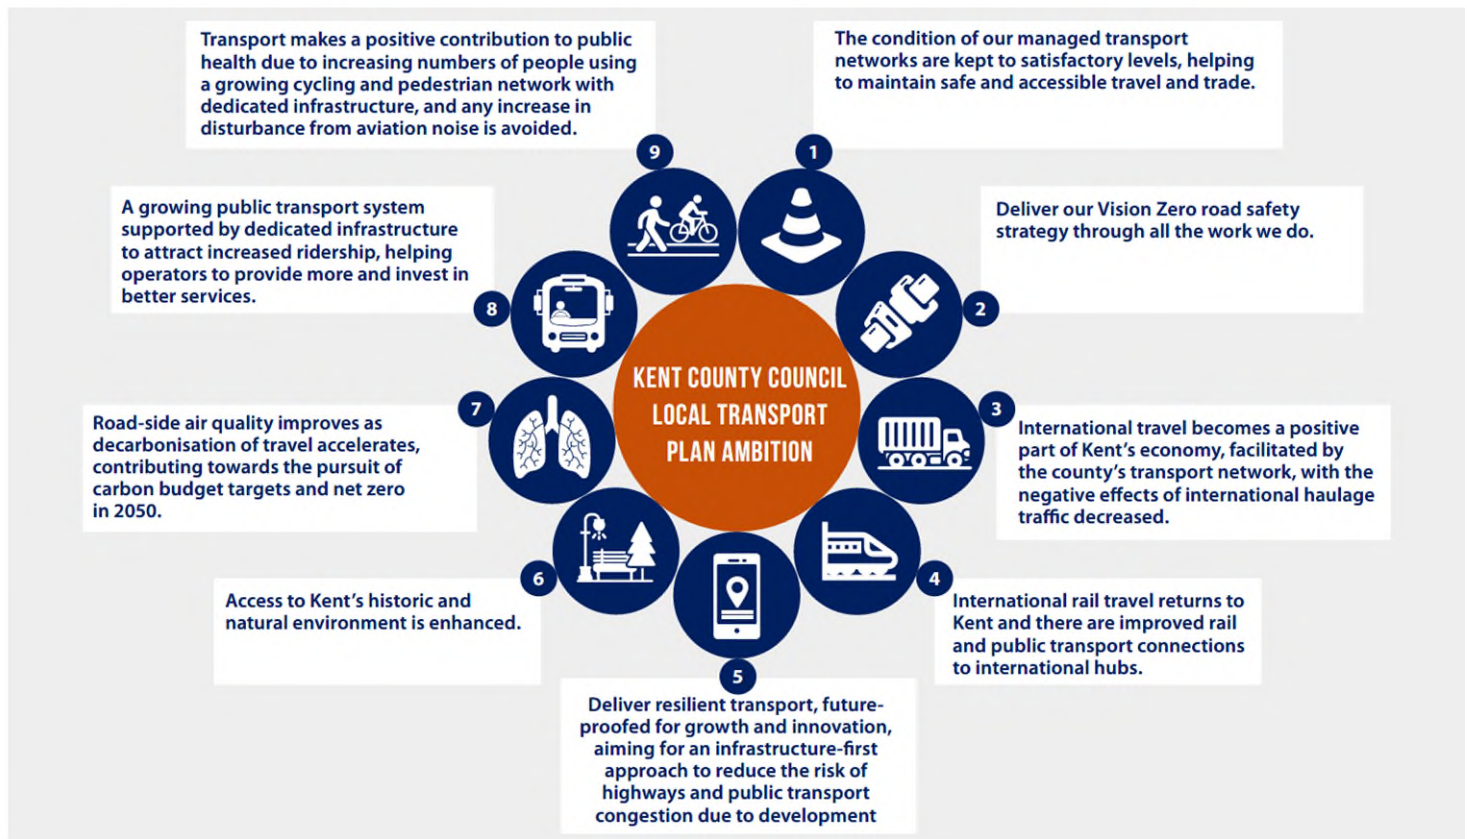 KENT COUNTY COUNCIL
LOCAL TRANSPORT
PLAN AMBITION
1
The condition of our managed transport
networks are kept to satisfactory levels, helping
to maintain safe and accessible travel and trade.
2
Deliver our Vision Zero road safety
strategy through all the work we do.
3
International travel becomes a positive
part of Kent’s economy, facilitated by
the county’s transport network, with the
negative effects of international haulage
traffic decreased.
4
International rail travel returns to
Kent and there are improved rail
and public transport connections
to international hubs.
5
Deliver resilient transport, future-
proofed for growth and innovation,
aiming for an infrastructure-first
approach to reduce the risk of
highways and public transport
congestion due to development
6
Access to Kent’s historic and
natural environment is enhanced.
7
Road-side air quality improves as
decarbonisation of travel accelerates,
contributing towards the pursuit of
carbon budget targets and net zero
in 2050.
8
A growing public transport system
supported by dedicated infrastructure
to attract increased ridership, helping
operators to provide more and invest in
better services.
9
Transport makes a positive contribution to public
health due to increasing numbers of people using
a growing cycling and pedestrian network with
dedicated infrastructure, and any increase in
disturbance from aviation noise is avoided.